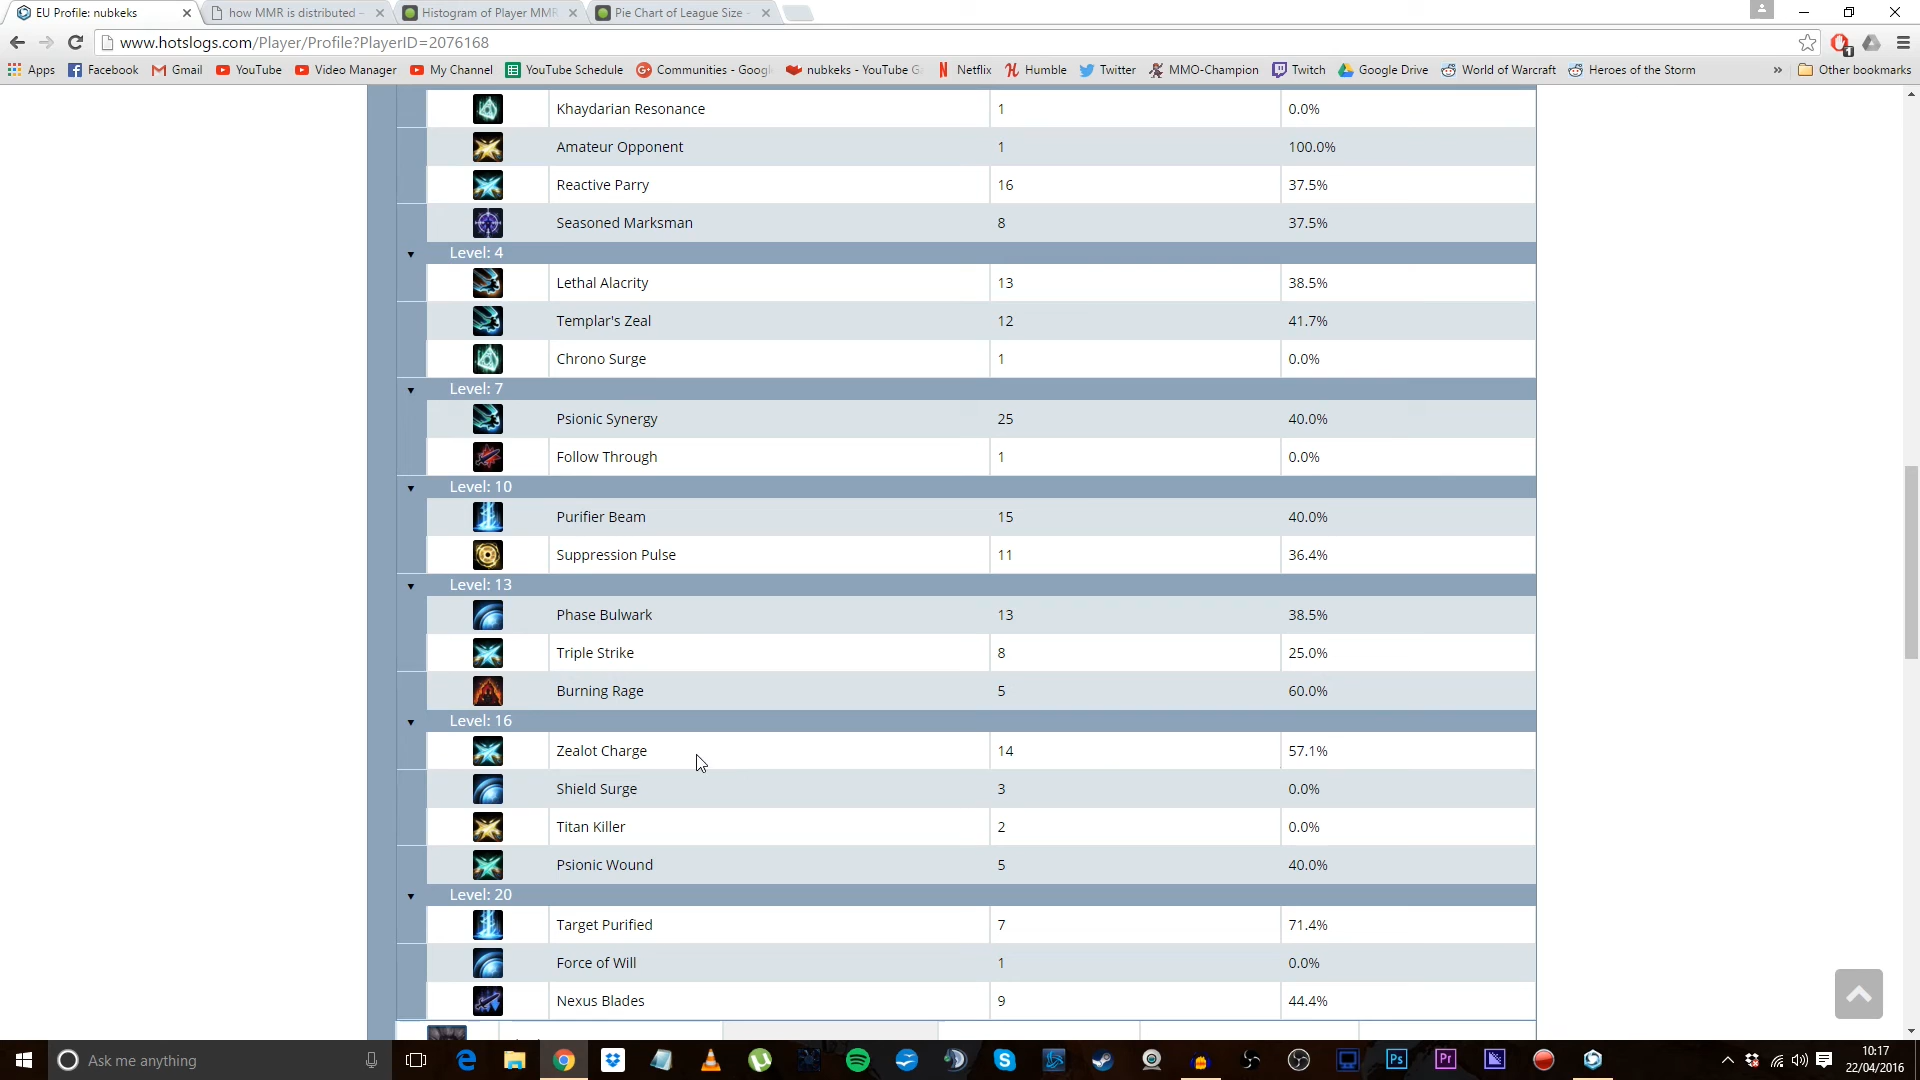 EU Profile: nubkeks
how MMR is distributed –
Histogram of Player MMR
Pie Chart of League Size -
www.hotslogs.com/Player/Profile?PlayerID=2076168
Apps Facebook Gmail YouTube Video Manager My Channel YouTube Schedule Communities - Googl nubkeks - YouTube G Netflix Humble Twitter MMO-Champion Twitch Google Drive World of Warcraft Heroes of the Storm » Other bookmarks
Khaydarian Resonance 1 0.0%
Amateur Opponent 1 100.0%
Reactive Parry 16 37.5%
Seasoned Marksman 8 37.5%
Level: 4
Lethal Alacrity 13 38.5%
Templar's Zeal 12 41.7%
Chrono Surge 1 0.0%
Level: 7
Psionic Synergy 25 40.0%
Follow Through 1 0.0%
Level: 10
Purifier Beam 15 40.0%
Suppression Pulse 11 36.4%
Level: 13
Phase Bulwark 13 38.5%
Triple Strike 8 25.0%
Burning Rage 5 60.0%
Level: 16
Zealot Charge 14 57.1%
Shield Surge 3 0.0%
Titan Killer 2 0.0%
Psionic Wound 5 40.0%
Level: 20
Target Purified 7 71.4%
Force of Will 1 0.0%
Nexus Blades 9 44.4%
Ask me anything
Ps Pr
10:17
22/04/2016